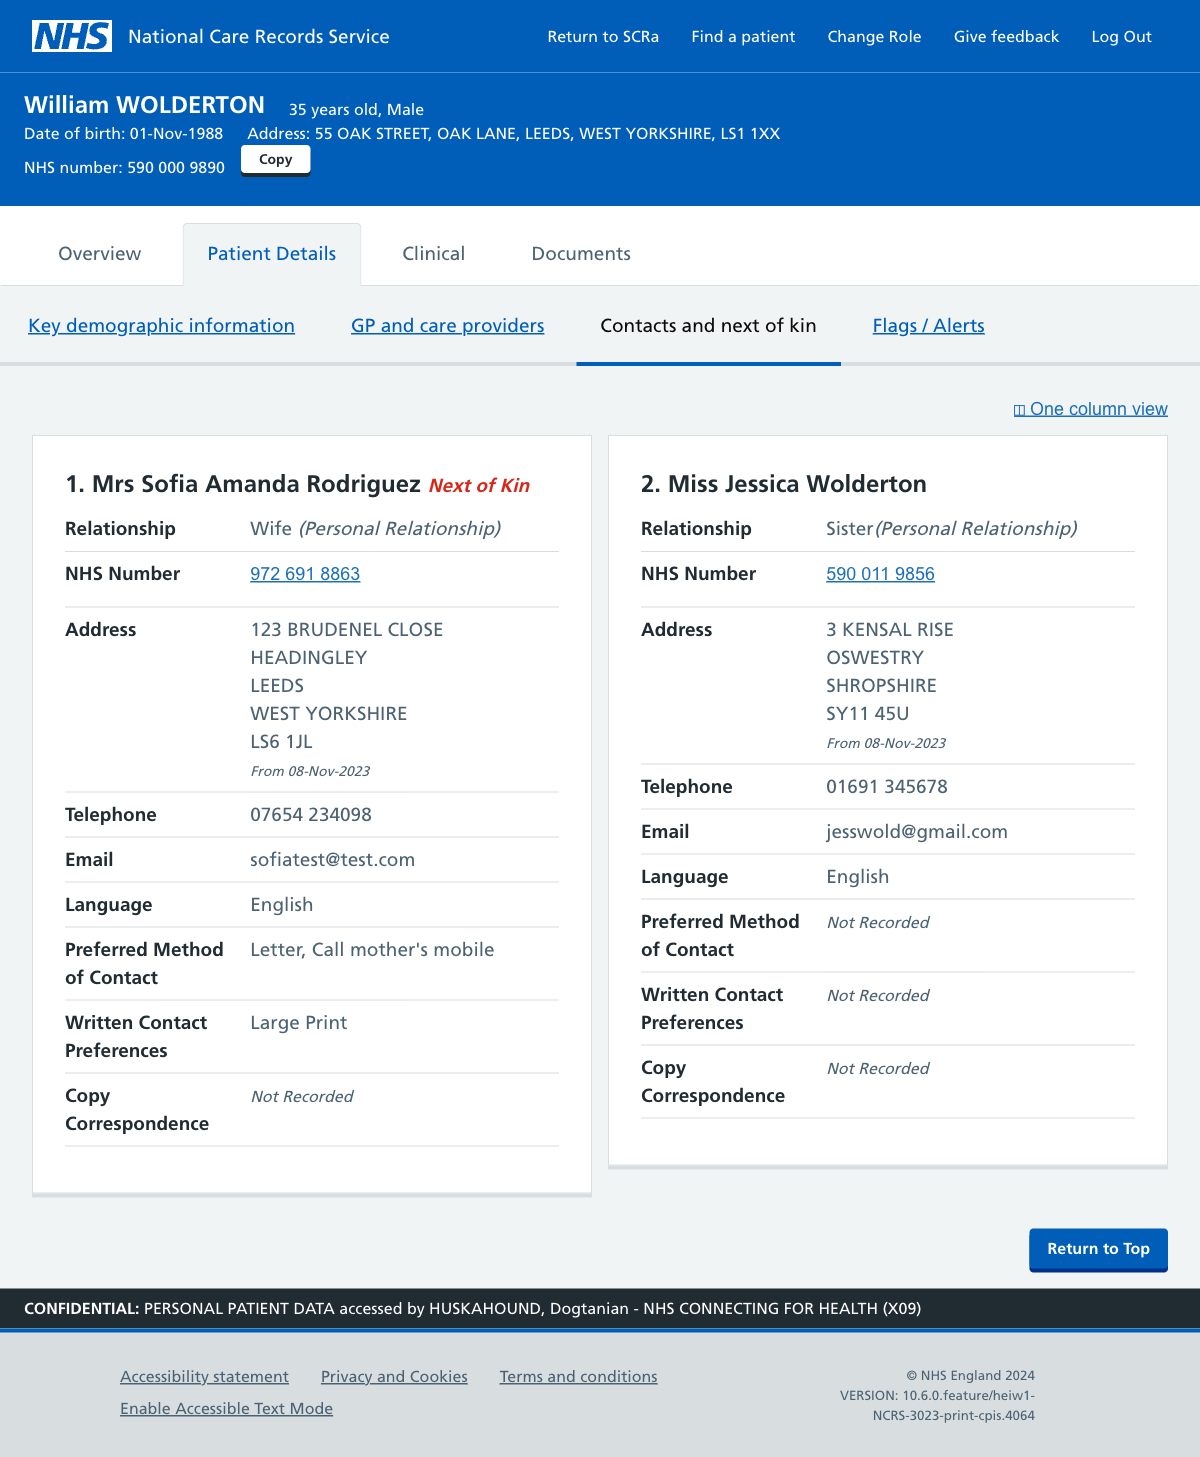 NHS National Care Records Service
Return to SCRa Find a patient Change Role Give feedback Log Out
William WOLDERTON 35 years old, Male
Date of birth: 01-Nov-1988 Address: 55 OAK STREET, OAK LANE, LEEDS, WEST YORKSHIRE, LS1 1XX
NHS number: 590 000 9890 Copy
Overview Patient Details Clinical Documents
Key demographic information GP and care providers Contacts and next of kin Flags / Alerts
One column view
1. Mrs Sofia Amanda Rodriguez Next of Kin
Relationship Wife (Personal Relationship)
NHS Number 972 691 8863
Address 123 BRUDENEL CLOSE
HEADINGLEY
LEEDS
WEST YORKSHIRE
LS6 1JL
From 08-Nov-2023
Telephone 07654 234098
Email sofiatest@test.com
Language English
Preferred Method Letter, Call mother's mobile
of Contact
Written Contact Large Print
Preferences
Copy Not Recorded
Correspondence
2. Miss Jessica Wolderton
Relationship Sister(Personal Relationship)
NHS Number 590 011 9856
Address 3 KENSAL RISE
OSWESTRY
SHROPSHIRE
SY11 45U
From 08-Nov-2023
Telephone 01691 345678
Email jesswold@gmail.com
Language English
Preferred Method Not Recorded
of Contact
Written Contact Not Recorded
Preferences
Copy Not Recorded
Correspondence
Return to Top
CONFIDENTIAL: PERSONAL PATIENT DATA accessed by HUSKAHOUND, Dogtanian - NHS CONNECTING FOR HEALTH (X09)
Accessibility statement Privacy and Cookies Terms and conditions
Enable Accessible Text Mode
© NHS England 2024
VERSION: 10.6.0.feature/heiw1-
NCRS-3023-print-cpis.4064